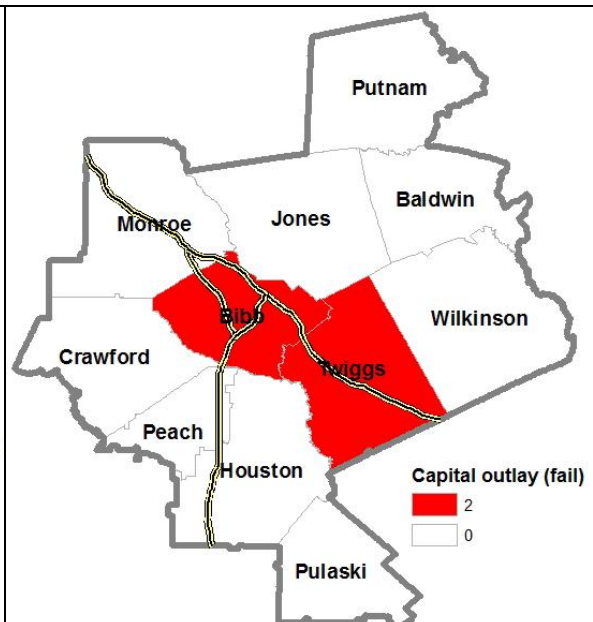 Putnam
Baldwin
Monroe
Jones
Bibb
Wilkinson
Crawford
Twiggs
Peach
Houston
Capital outlay (fail)
2
0
Pulaski